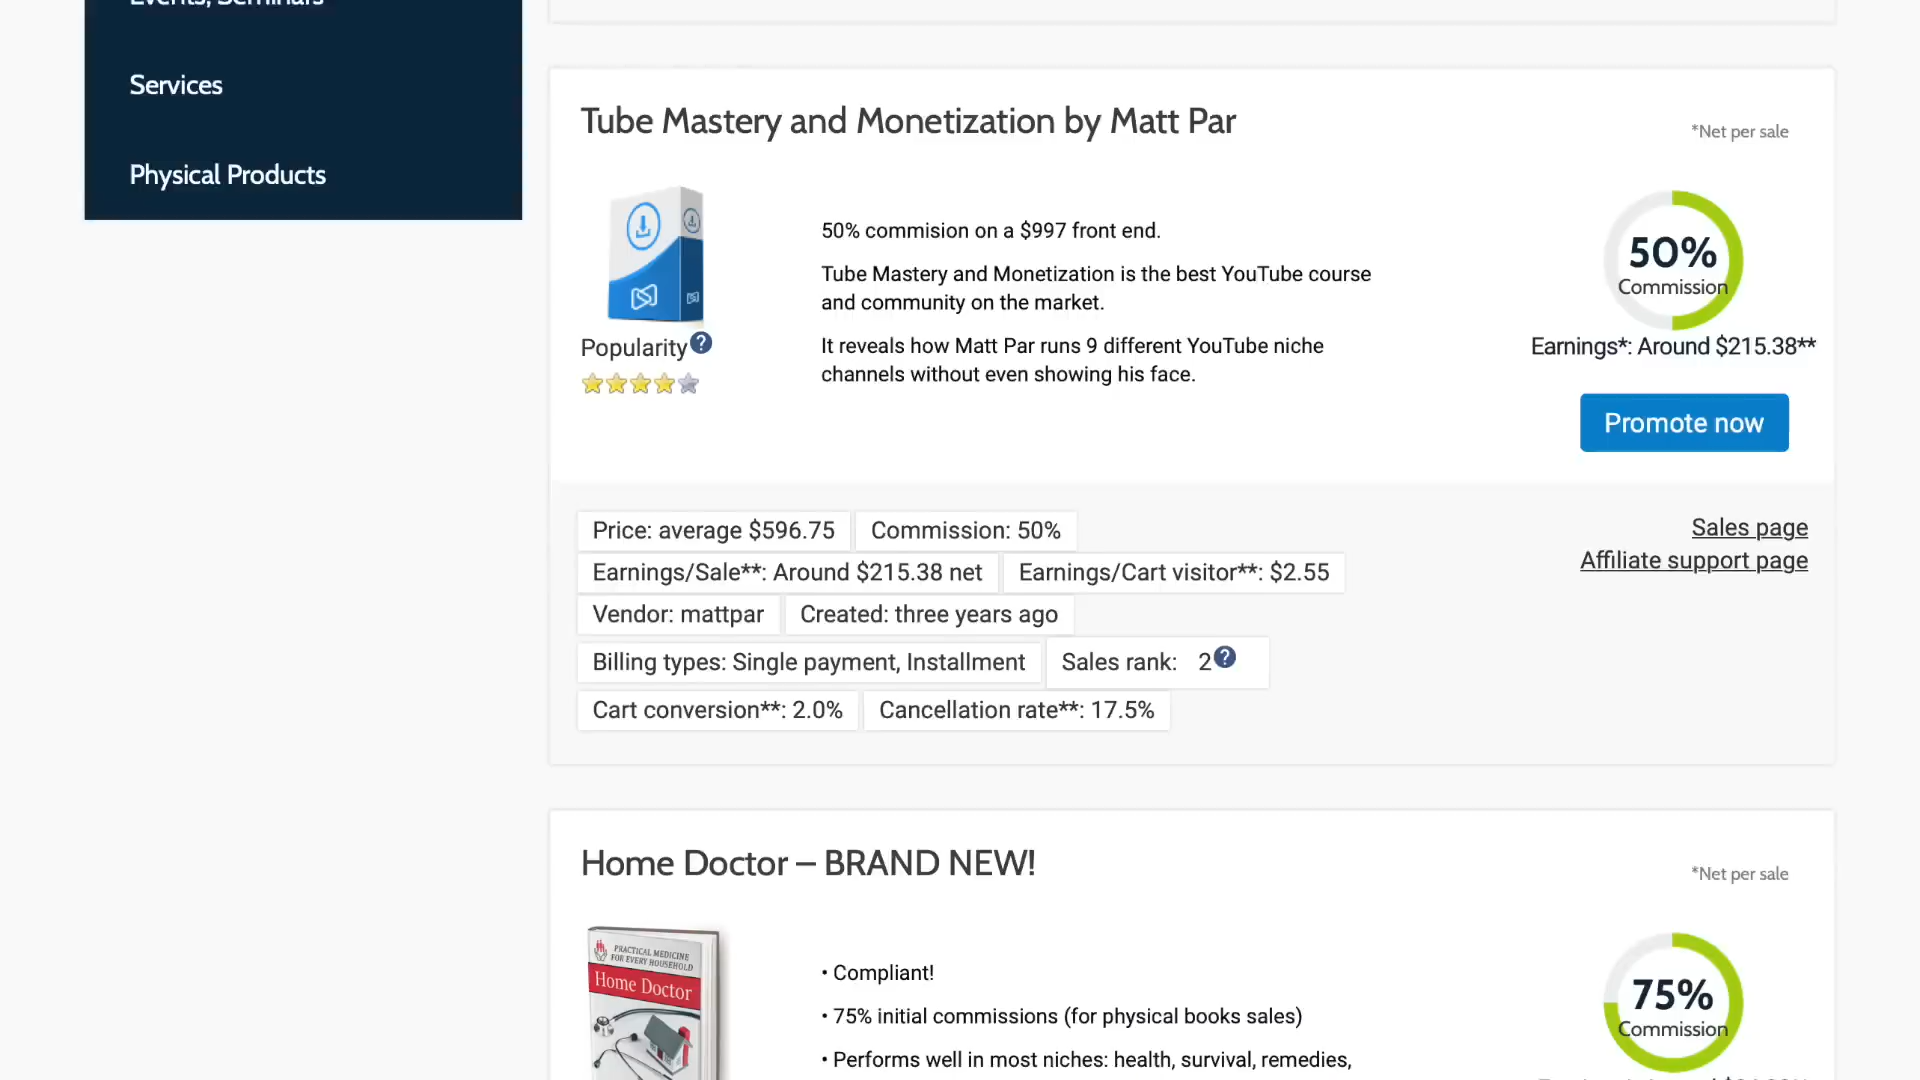 Events, Seminars
Services
Physical Products
Tube Mastery and Monetization by Matt Par
*Net per sale
50% commision on a $997 front end.
Tube Mastery and Monetization is the best YouTube course
and community on the market.
It reveals how Matt Par runs 9 different YouTube niche
channels without even showing his face.
Popularity?
50%
Commission
Earnings*: Around $215.38**
Promote now
Price: average $596.75
Commission: 50%
Earnings/Sale**: Around $215.38 net
Earnings/Cart visitor**: $2.55
Vendor: mattpar
Created: three years ago
Billing types: Single payment, Installment
Sales rank: 2?
Cart conversion**: 2.0%
Cancellation rate**: 17.5%
Sales page
Affiliate support page
Home Doctor – BRAND NEW!
*Net per sale
PRACTICAL MEDICINE
FOR EVERY HOUSEHOLD
Home Doctor
• Compliant!
• 75% initial commissions (for physical books sales)
• Performs well in most niches: health, survival, remedies,
75%
Commission